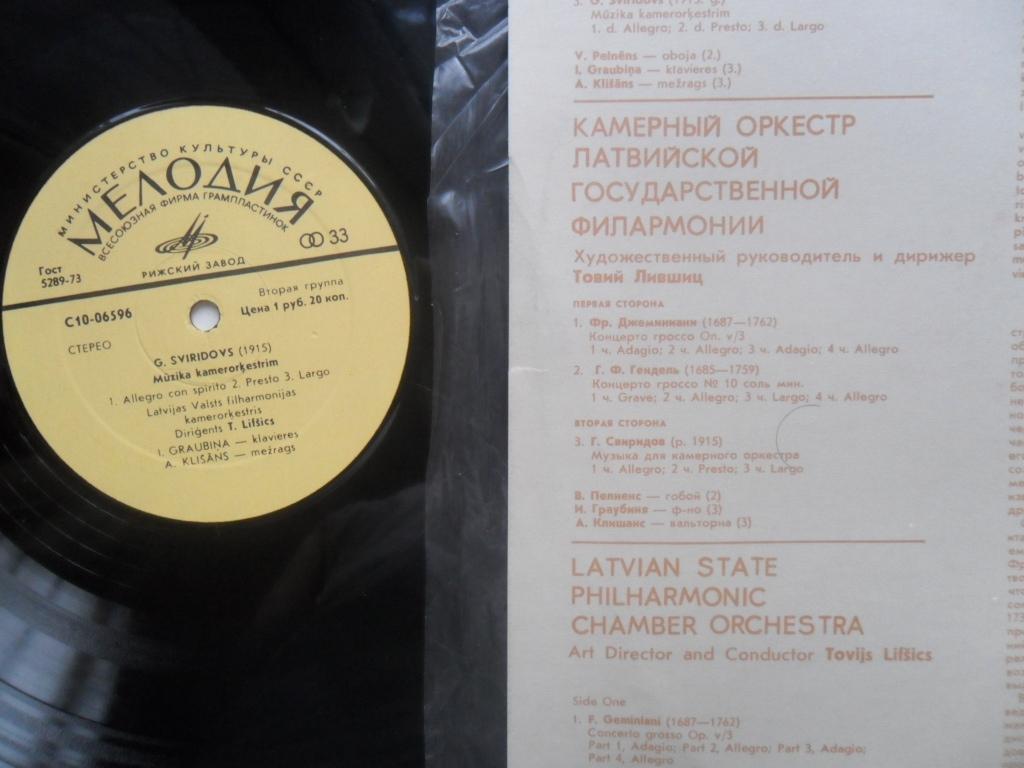 МИНИСТЕРСТВО КУЛЬТУРЫ СССР
МЕЛОДИЯ
ВСЕСОЮЗНАЯ ФИРМА ГРАМПЛАСТИНОК
33
Гост
5289-73
РИЖСКИЙ ЗАВОД
Вторая группа
Цена 1 руб. 20 коп.
С10-06596
СТЕРЕО
G. SVIRIDOVS (1915)
Mūzika kamerorķestrim
1. Allegro con spirito 2. Presto 3. Largo
Latvijas Valsts filharmonijas
kamerorķestris
Diriģents T. Lifšics
I. GRAUBIŅA — klavieres
A. KLIŠĀNS — mežrags
3. G. Sviridovs (1915. g.)
Mūzika kamerorķestrim
1. d. Allegro; 2. d. Presto; 3. d. Largo
V. Pelnēns — oboja (2.)
I. Graubiņa — klavieres (3.)
A. Klišāns — mežrags (3.)
КАМЕРНЫЙ ОРКЕСТР
ЛАТВИЙСКОЙ
ГОСУДАРСТВЕННОЙ
ФИЛАРМОНИИ
Художественный руководитель и дирижер
Товий Лившиц
ПЕРВАЯ СТОРОНА
1. Фр. Джеминиани (1687—1762)
Концерто гроссо Оп. v/3
1 ч. Adagio; 2 ч. Allegro; 3 ч. Adagio; 4 ч. Allegro
2. Г. Ф. Гендель (1685—1759)
Концерто гроссо № 10 соль мин.
1 ч. Grave; 2 ч. Allegro; 3 ч. Largo; 4 ч. Allegro
ВТОРАЯ СТОРОНА
3. Г. Свиридов (р. 1915)
Музыка для камерного оркестра
1 ч. Allegro; 2 ч. Presto; 3 ч. Largo
В. Пелненс — гобой (2)
И. Граубиня — ф-но (3)
А. Клишанс — вальторна (3)
LATVIAN STATE
PHILHARMONIC
CHAMBER ORCHESTRA
Art Director and Conductor Tovijs Lifšics
Side One
1. F. Geminiani (1687—1762)
Concerto grosso Op. v/3
Part 1, Adagio; Part 2, Allegro; Part 3, Adagio;
Part 4, Allegro